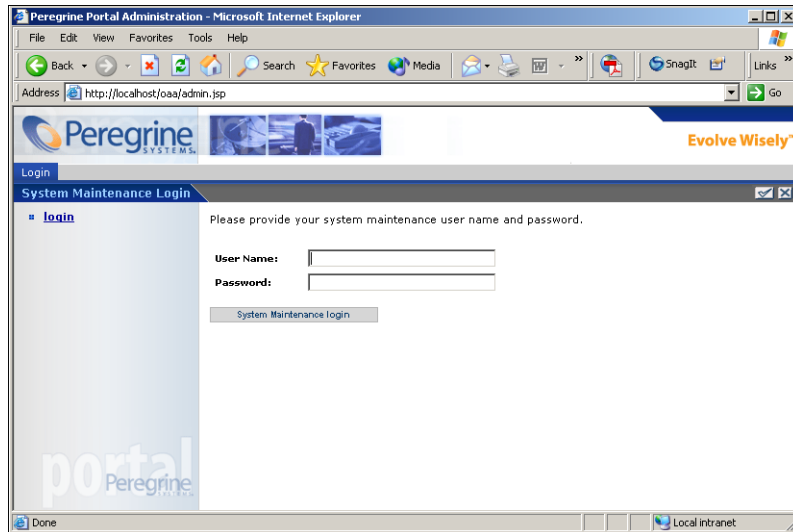 Peregrine Portal Administration - Microsoft Internet Explorer
File Edit View Favorites Tools Help
Back Search Favorites Media W » SnagIt Links »
Address http://localhost/oaa/admin.jsp Go
Peregrine
SYSTEMS.
Evolve Wisely™
Login
System Maintenance Login
login
Please provide your system maintenance user name and password.
User Name:
Password:
System Maintenance login
portal
Peregrine
SYSTEMS
Done Local intranet